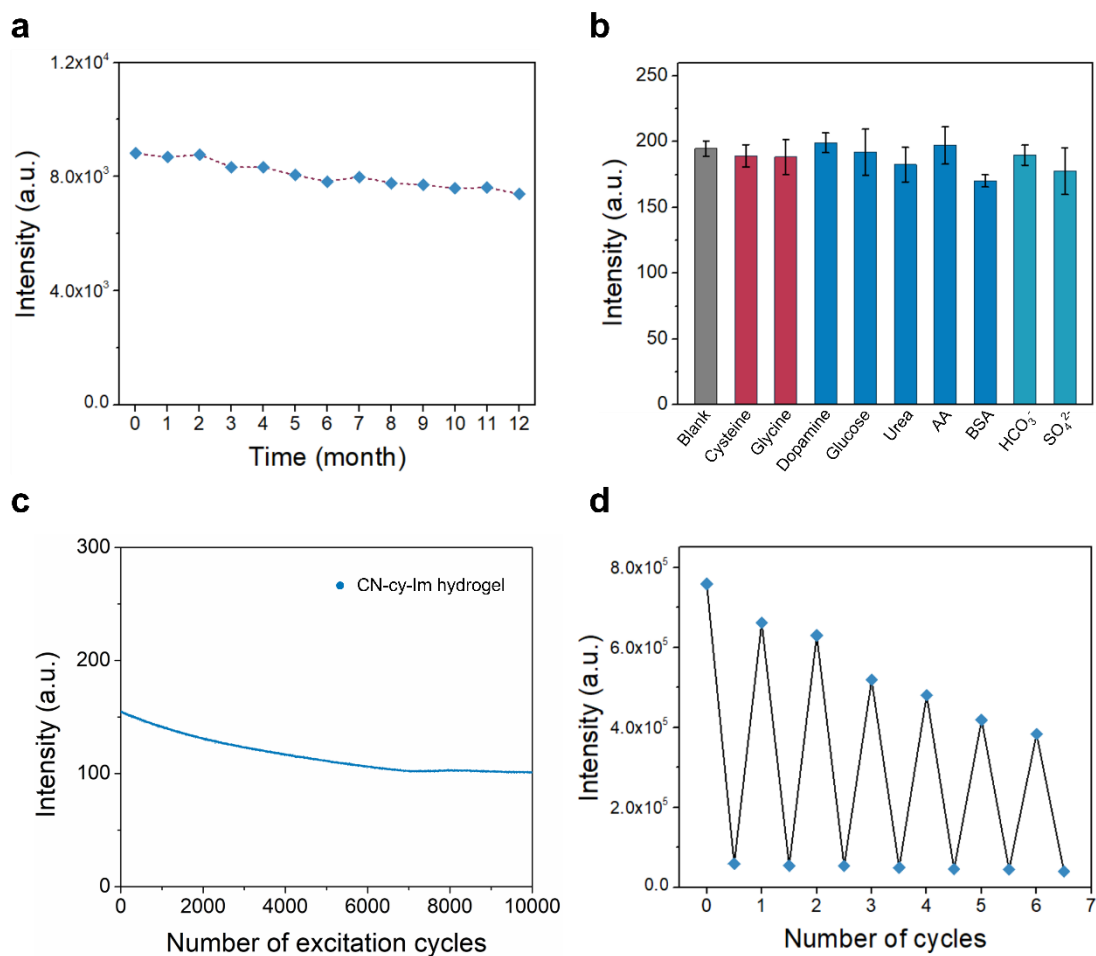 a
1.2x10⁴
8.0x10³
4.0x10³
0.0
Intensity (a.u.)
0 1 2 3 4 5 6 7 8 9 10 11 12
Time (month)
b
250
200
150
100
50
0
Intensity (a.u.)
Blank
Cysteine
Glycine
Dopamine
Glucose
Urea
AA
BSA
HCO₃⁻
SO₄²⁻
c
300
200
100
0
Intensity (a.u.)
CN-cy-Im hydrogel
0 2000 4000 6000 8000 10000
Number of excitation cycles
d
8.0x10⁵
6.0x10⁵
4.0x10⁵
2.0x10⁵
0.0
Intensity (a.u.)
0 1 2 3 4 5 6 7
Number of cycles